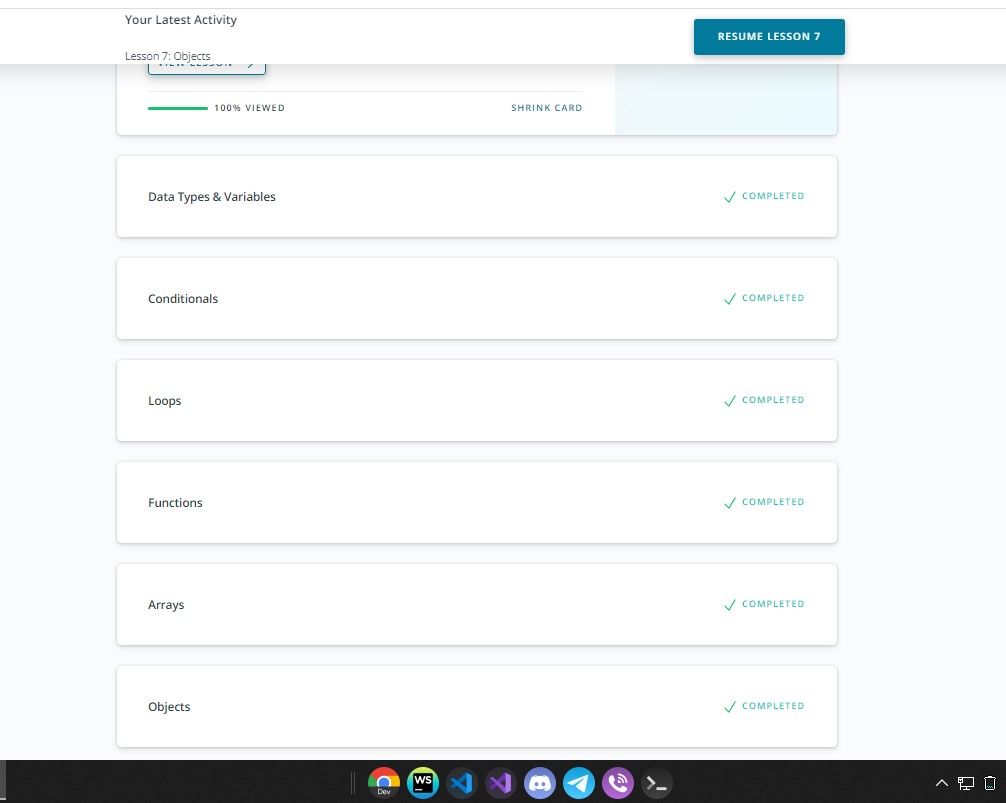 Your Latest Activity
RESUME LESSON 7
Lesson 7: Objects
VIEW LESSON
100% VIEWED
SHRINK CARD
Data Types & Variables
COMPLETED
Conditionals
COMPLETED
Loops
COMPLETED
Functions
COMPLETED
Arrays
COMPLETED
Objects
COMPLETED
WS
Dev